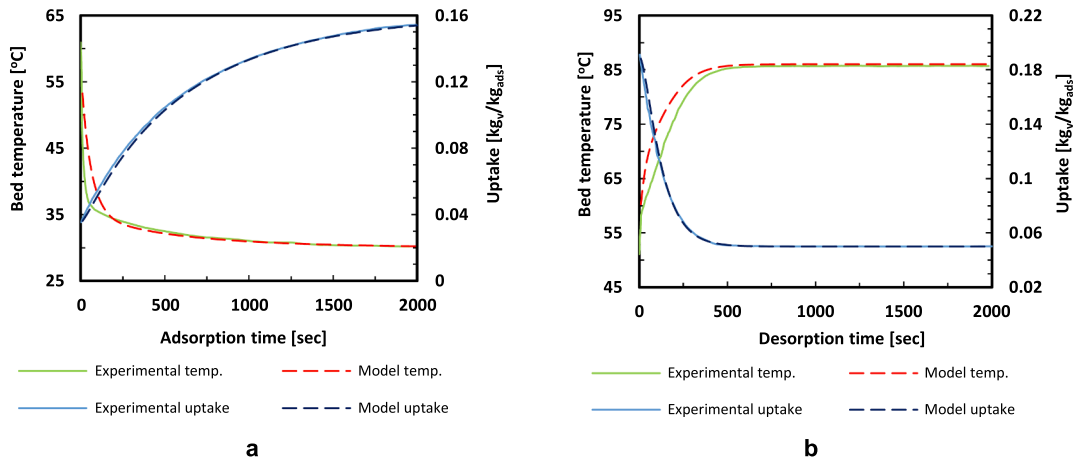 65
55
45
35
25
Bed temperature [ºC]
0.16
0.12
0.08
0.04
0
Uptake [kgv/kgads]
0 500 1000 1500 2000
Adsorption time [sec]
Experimental temp. Model temp.
Experimental uptake Model uptake
a
95
85
75
65
55
45
Bed temperature [ºC]
0.22
0.18
0.14
0.1
0.06
0.02
Uptake [kgv/kgads]
0 500 1000 1500 2000
Desorption time [sec]
Experimental temp. Model temp.
Experimental uptake Model uptake
b